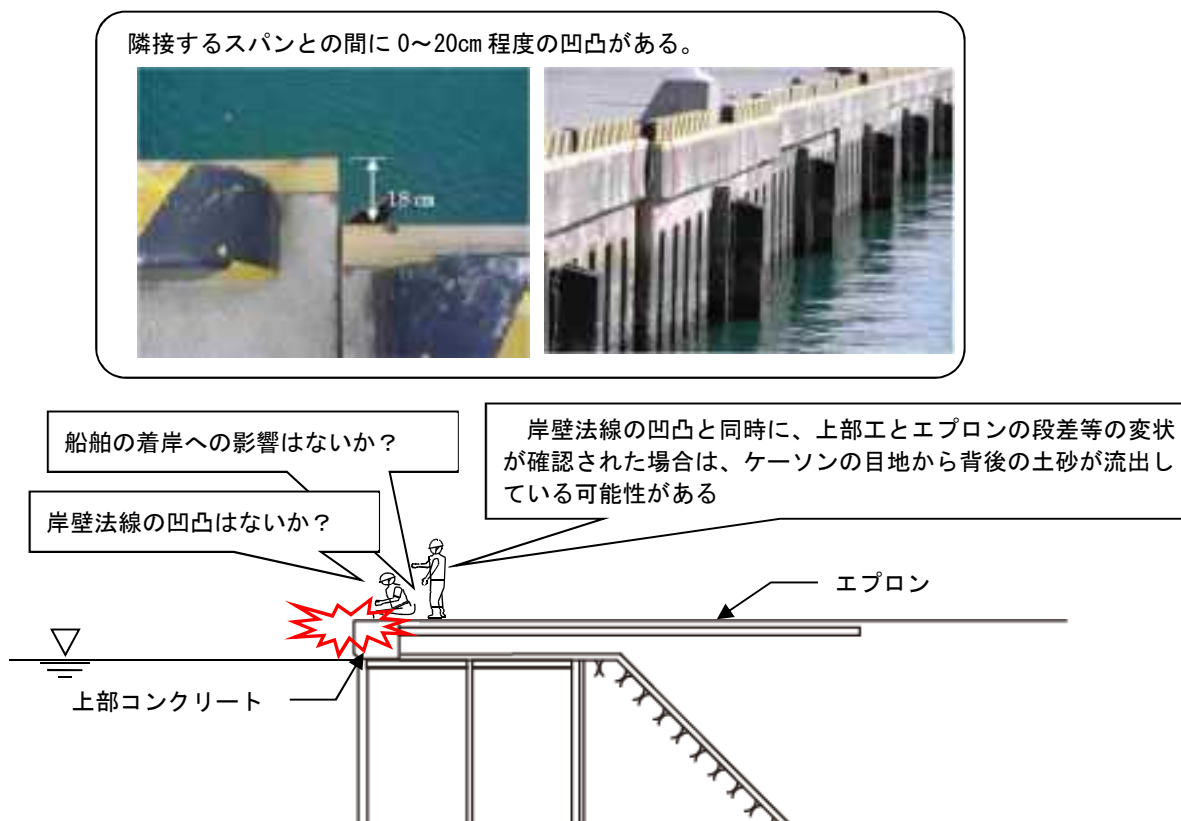 隣接するスパンとの間に 0～20cm 程度の凹凸がある。
18cm
船舶の着岸への影響はないか？
岸壁法線の凹凸はないか？
岸壁法線の凹凸と同時に、上部工とエプロンの段差等の変状
が確認された場合は、ケーソンの目地から背後の土砂が流出し
ている可能性がある
エプロン
上部コンクリート